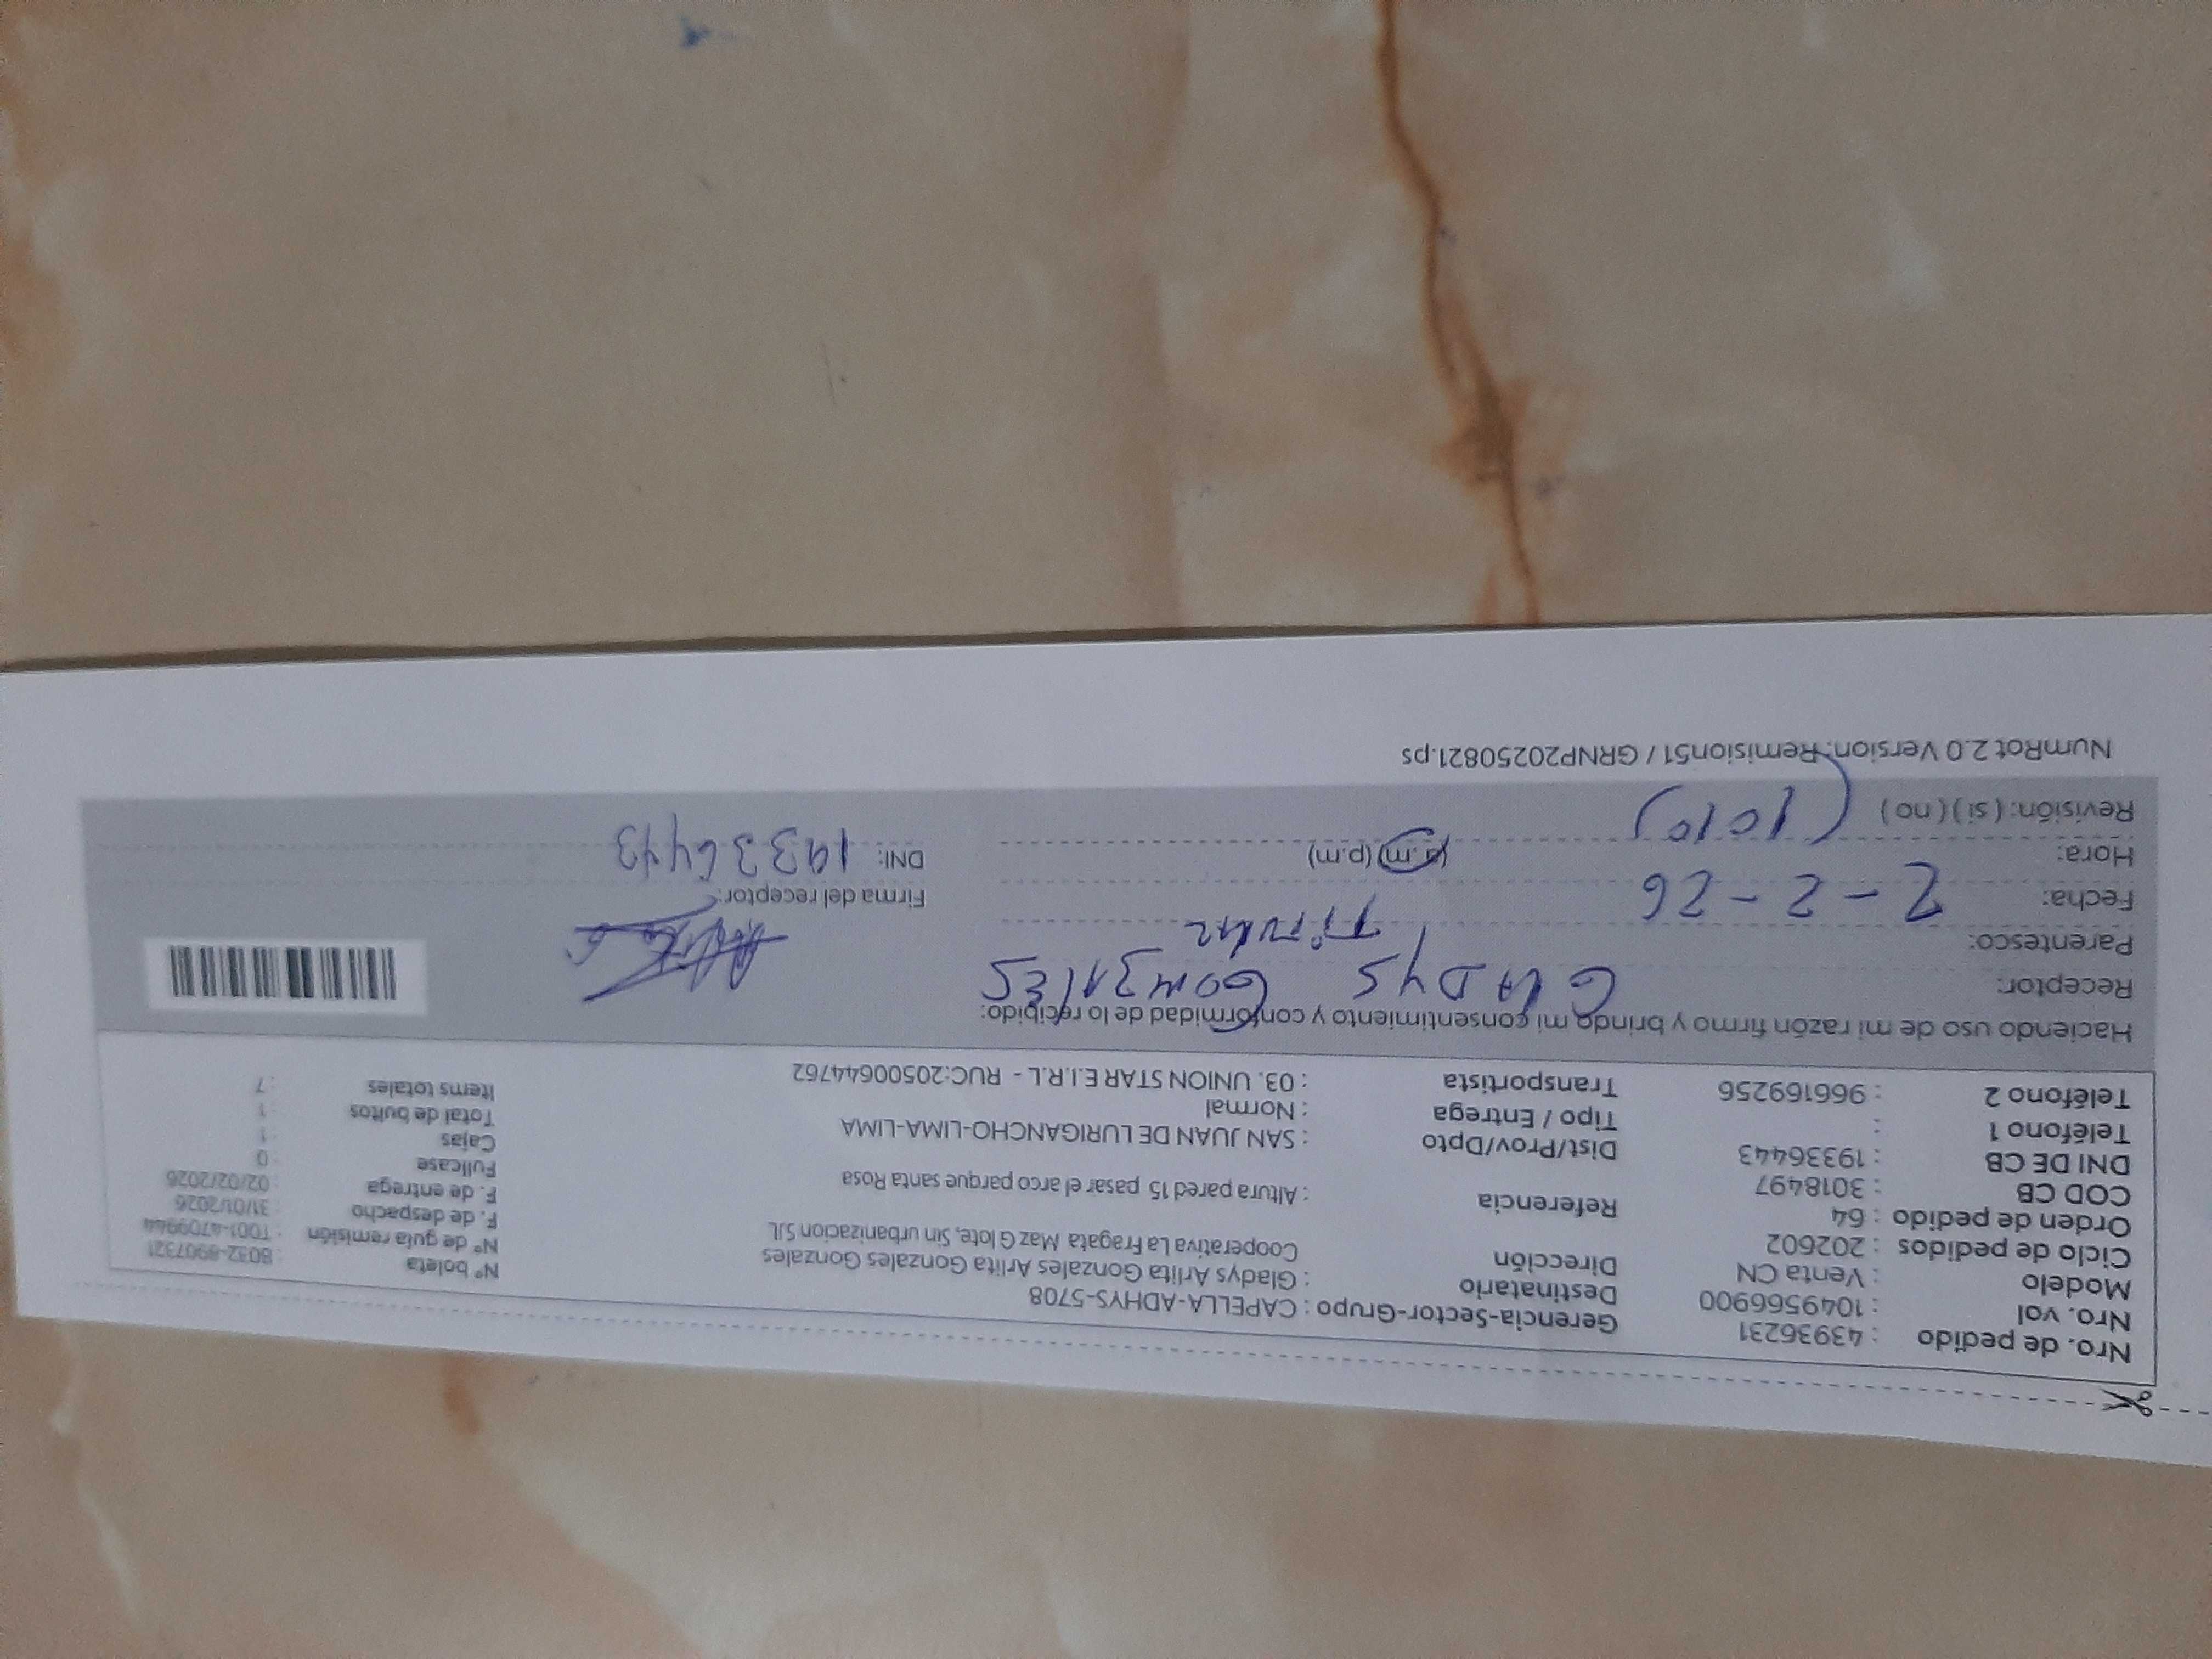 Nro. de pedido : 43936231
Nro. vol : 1049566900
Modelo : Venta CN
Ciclo de pedidos : 202602
Orden de pedido : 64
COD CB : 3018497
DNI DE CB : 19336443
Teléfono 1 :
Teléfono 2 : 966169256
Gerencia-Sector-Grupo : CAPELLA-ADHYS-5708
Destinatario : Gladys Arlita Gonzales Arlita Gonzales Gonzales
Dirección Cooperativa La Fragata Maz G lote, Sin urbanizacion SJL
Referencia : Altura pared 15 pasar el arco parque santa Rosa
Dist/Prov/Dpto : SAN JUAN DE LURIGANCHO-LIMA-LIMA
Tipo / Entrega : Normal
Transportista : 03. UNION STAR E.I.R.L - RUC:20500644762
N° boleta : B032-8907321
N° de guía remisión : T001-4709944
F. de despacho : 31/01/2026
F. de entrega : 02/02/2026
Fullcase : 0
Cajas : 1
Total de bultos : 1
Items totales : 7
Haciendo uso de mi razón firmo y brindo mi consentimiento y conformidad de lo recibido:
Receptor: GLADYS GONZALES
Parentesco: TITULAR
Fecha: 2-2-26
Hora: (a.m) (p.m)
Revisión: ( si ) ( no ) (1010)
Firma del receptor:
DNI: 19336443
NumRot 2.0 Version: Remision51 / GRNP20250821.ps